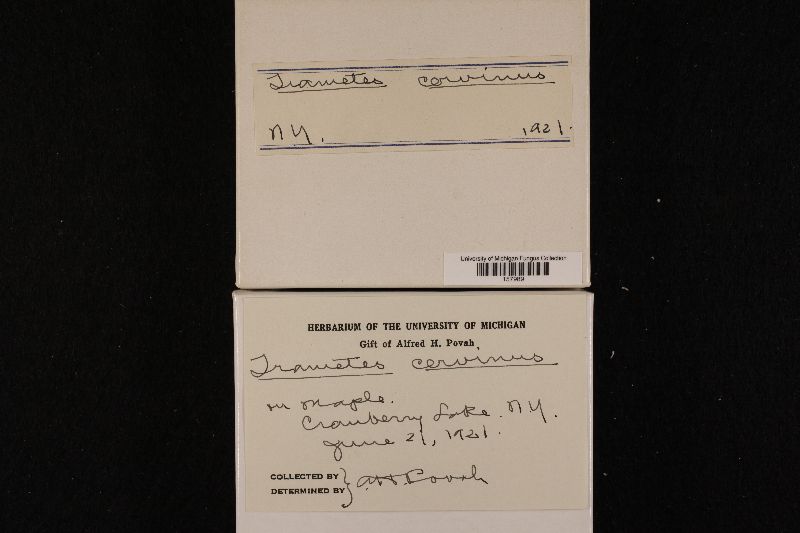 Trametes cervinus
N Y. 1921.
University of Michigan Fungus Collection
Herbarium of the University of Michigan
Gift of Alfred H. Povah
Trametes cervinus
on Maple.
Cranberry Lake. N Y.
June 21, 1921.
COLLECTED BY
DETERMINED BY } A H Povah